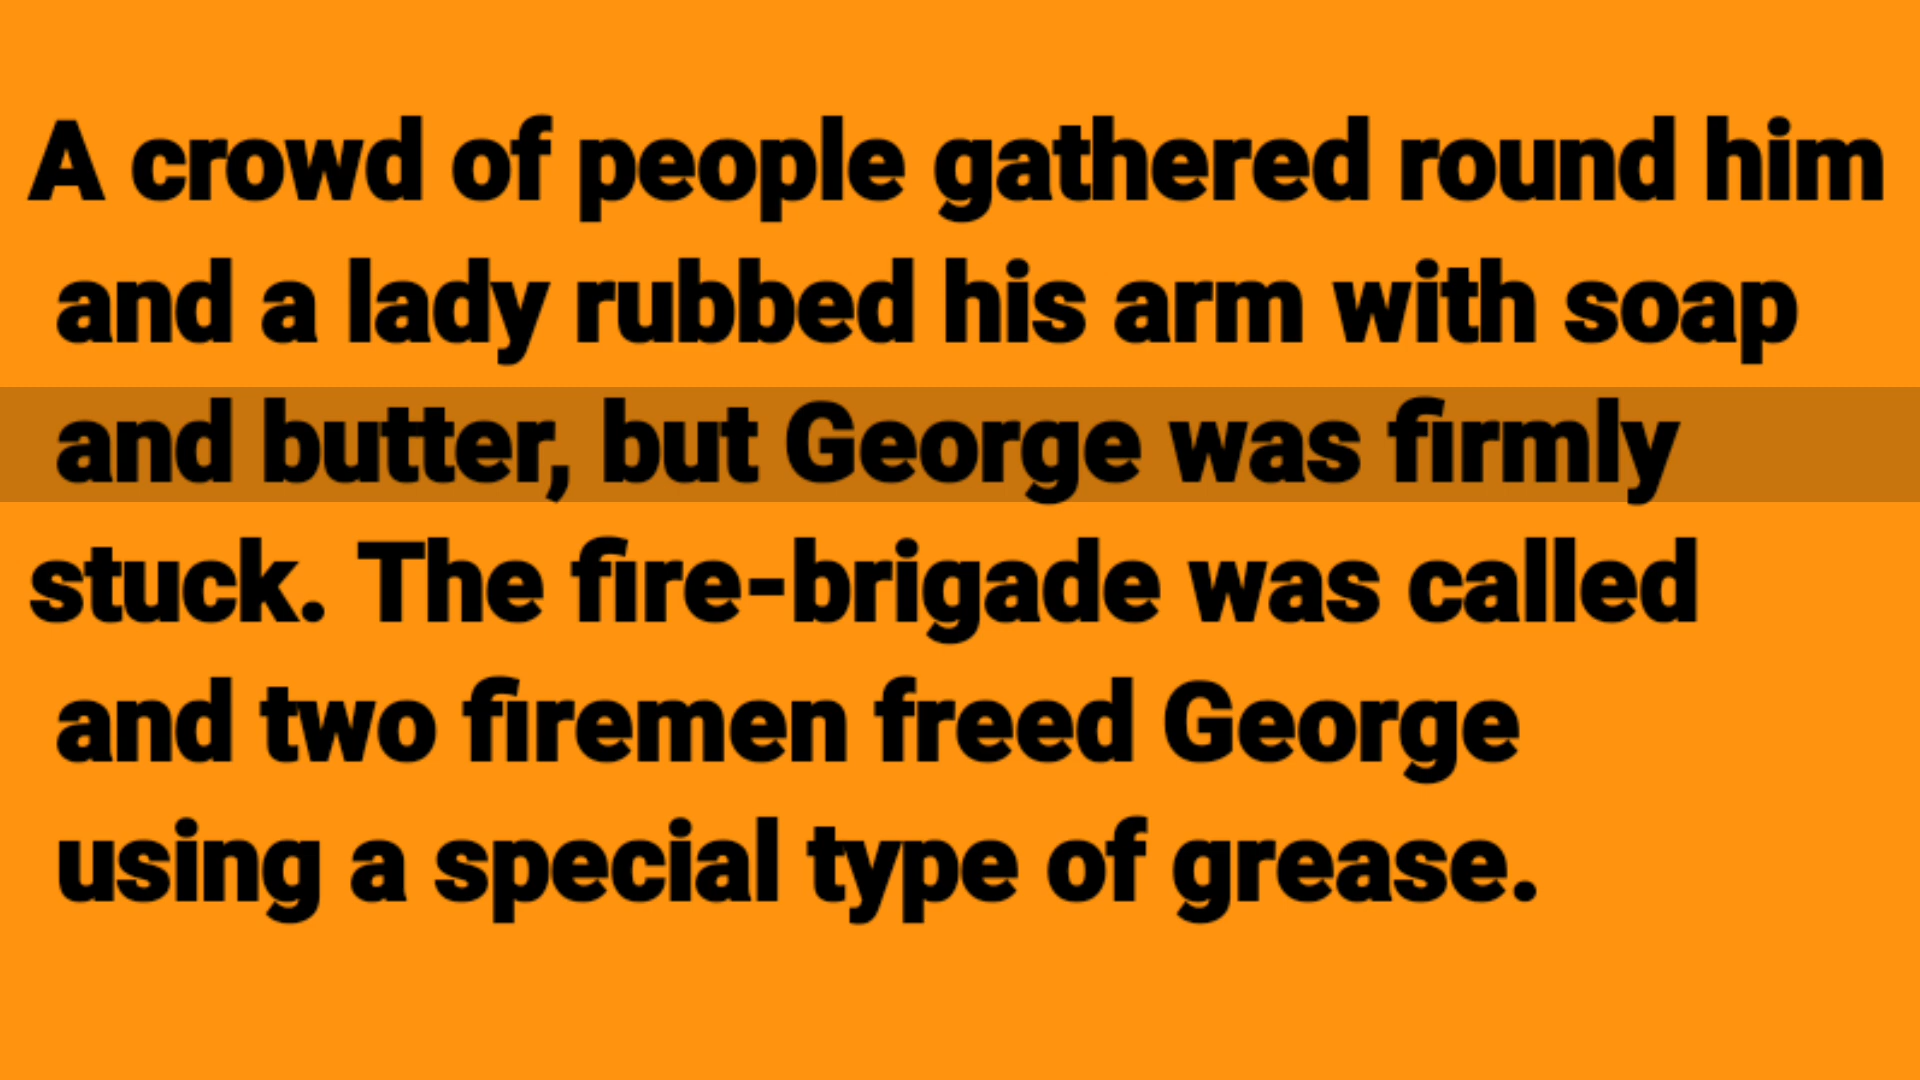 A crowd of people gathered round him
and a lady rubbed his arm with soap
and butter, but George was firmly
stuck. The fire-brigade was called
and two firemen freed George
using a special type of grease.